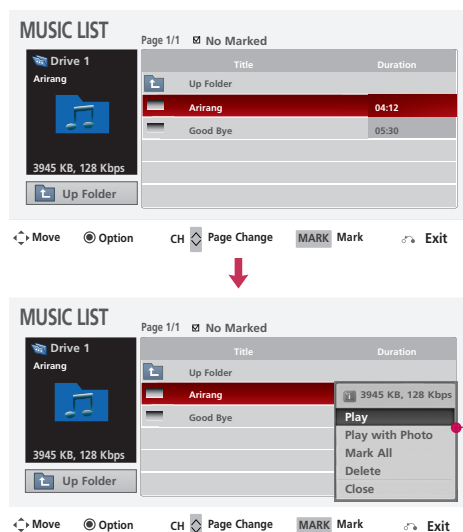 MUSIC LIST
Page 1/1 No Marked
Drive 1
Arirang
3945 KB, 128 Kbps
Up Folder
Title Duration
Up Folder
Arirang 04:12
Good Bye 05:30
Move Option CH Page Change MARK Mark Exit
MUSIC LIST
Page 1/1 No Marked
Drive 1
Arirang
3945 KB, 128 Kbps
Up Folder
Title Duration
Up Folder
Arirang
Good Bye
3945 KB, 128 Kbps
Play
Play with Photo
Mark All
Delete
Close
Move Option CH Page Change MARK Mark Exit